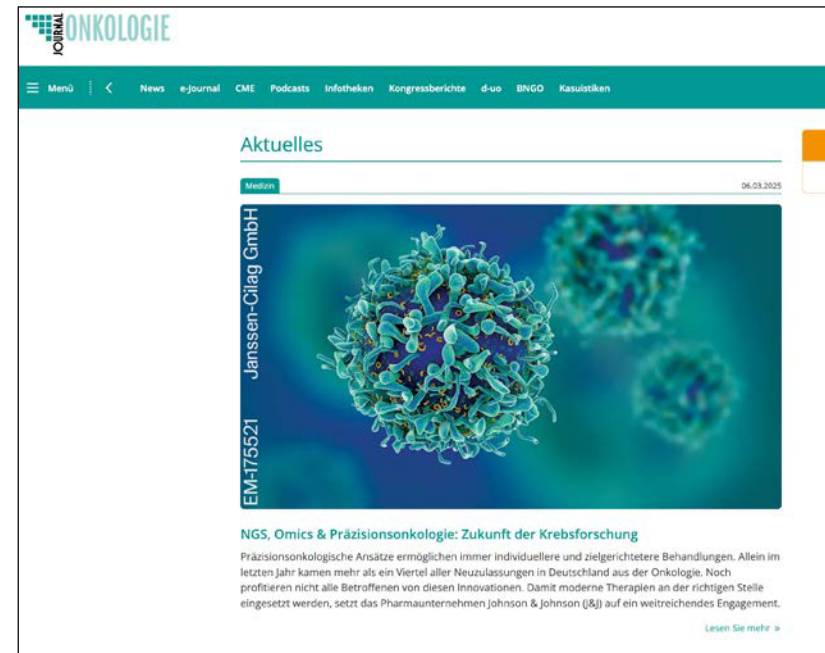 JOURNAL ONKOLOGIE
Menü News e-Journal CME Podcasts Infotheken Kongressberichte d-uo BNGO Kasuistiken
Aktuelles
Medizin 06.03.2025
EM-175521 Janssen-Cilag GmbH
NGS, Omics & Präzisionsonkologie: Zukunft der Krebsforschung
Präzisionsonkologische Ansätze ermöglichen immer individuellere und zielgerichtetere Behandlungen. Allein im
letzten Jahr kamen mehr als ein Viertel aller Neuzulassungen in Deutschland aus der Onkologie. Noch
profitieren nicht alle Betroffenen von diesen Innovationen. Damit moderne Therapien an der richtigen Stelle
eingesetzt werden, setzt das Pharmaunternehmen Johnson & Johnson (J&J) auf ein weitreichendes Engagement.
Lesen Sie mehr »